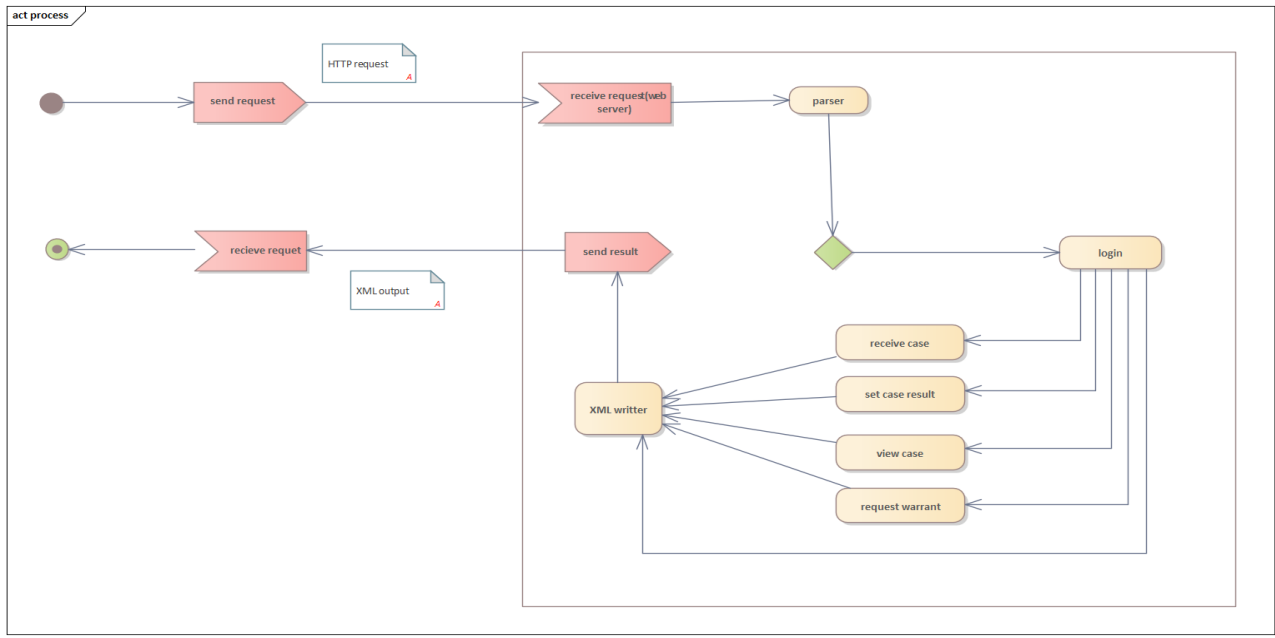 act process
HTTP request
A
send request
receive request(web
server)
parser
recieve requet
send result
login
XML output
A
receive case
set case result
XML writter
view case
request warrant